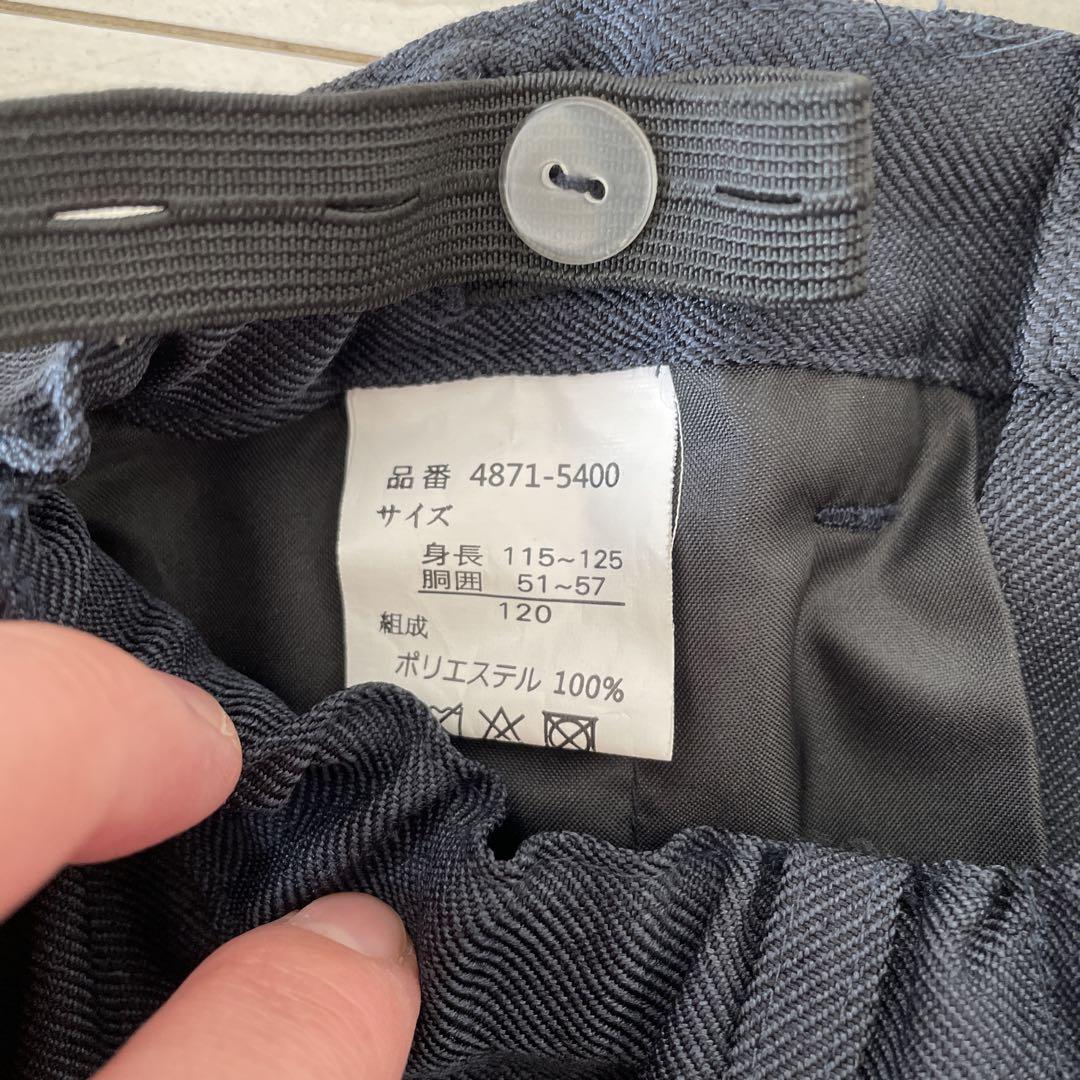 品番 4871-5400
サイズ
身長 115~125
胴囲 51~57
120
組成
ポリエステル 100%